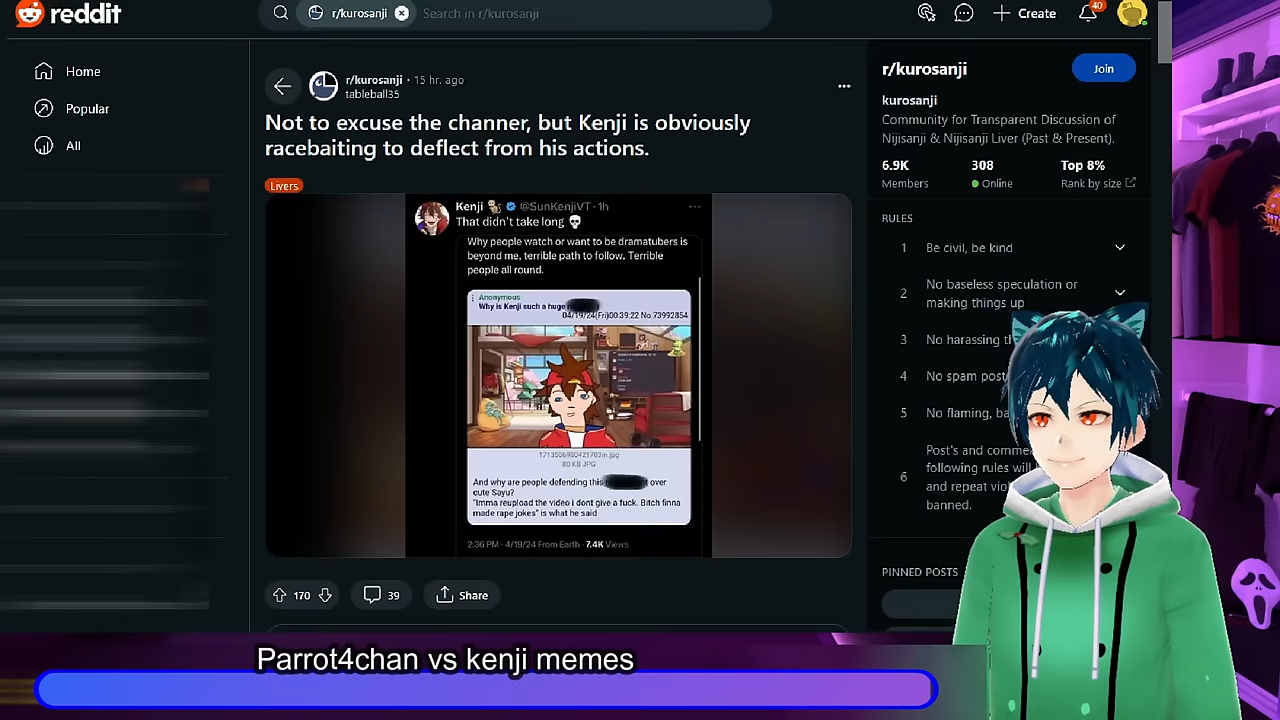 reddit
r/kurosanji
Search in r/kurosanji
Create
40
Home
Popular
All
r/kurosanji • 15 hr. ago
tableball35
Not to excuse the channer, but Kenji is obviously
racebaiting to deflect from his actions.
Livers
Kenji @SunKenjiVT · 1h
That didn't take long
Why people watch or want to be dramatubers is
beyond me, terrible path to follow. Terrible
people all round.
Anonymous
Why is Kenji such a huge
04/19/24(Fri)00:39:22 No.73992854
1713506980421703m.jpg
80 KB JPG
And why are people defending this over
cute Sayu?
"Imma reupload the video i dont give a fuck. Bitch finna
made rape jokes" is what he said
2:36 PM · 4/19/24 From Earth · 7.4K Views
170
39
Share
r/kurosanji
Join
kurosanji
Community for Transparent Discussion of
Nijisanji & Nijisanji Liver (Past & Present).
6.9K
308
Top 8%
Members
Online
Rank by size
RULES
1 Be civil, be kind
2 No baseless speculation or
making things up
3 No harassing
4 No spam post
5 No flaming, ba
6 Post's and comme
following rules will
and repeat vio
banned.
PINNED POSTS
Parrot4chan vs kenji memes